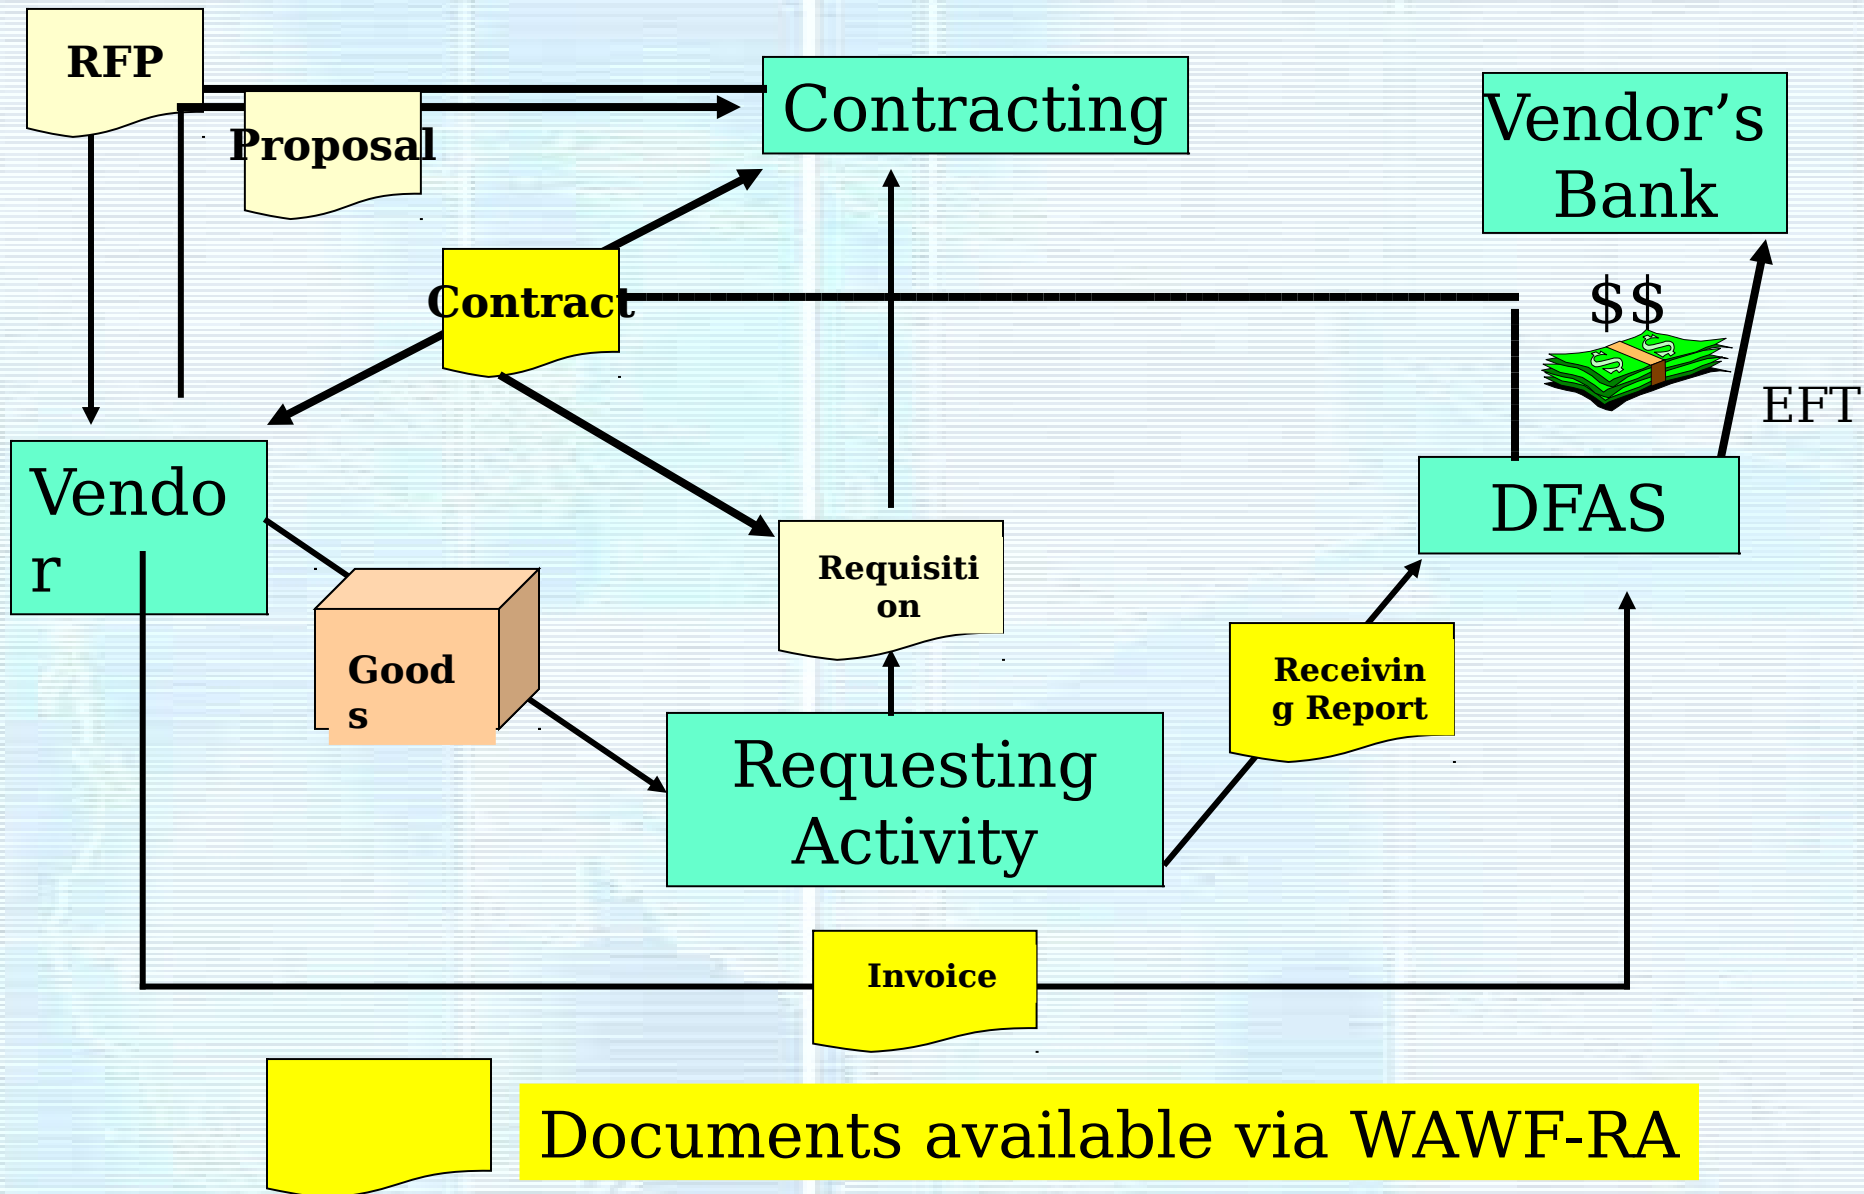 RFP
Proposal
Contracting
Vendor’s
Bank
Contract
$$
EFT
Vendo
r
DFAS
Requisiti
on
Good
s
Receivin
g Report
Requesting
Activity
Invoice
Documents available via WAWF-RA